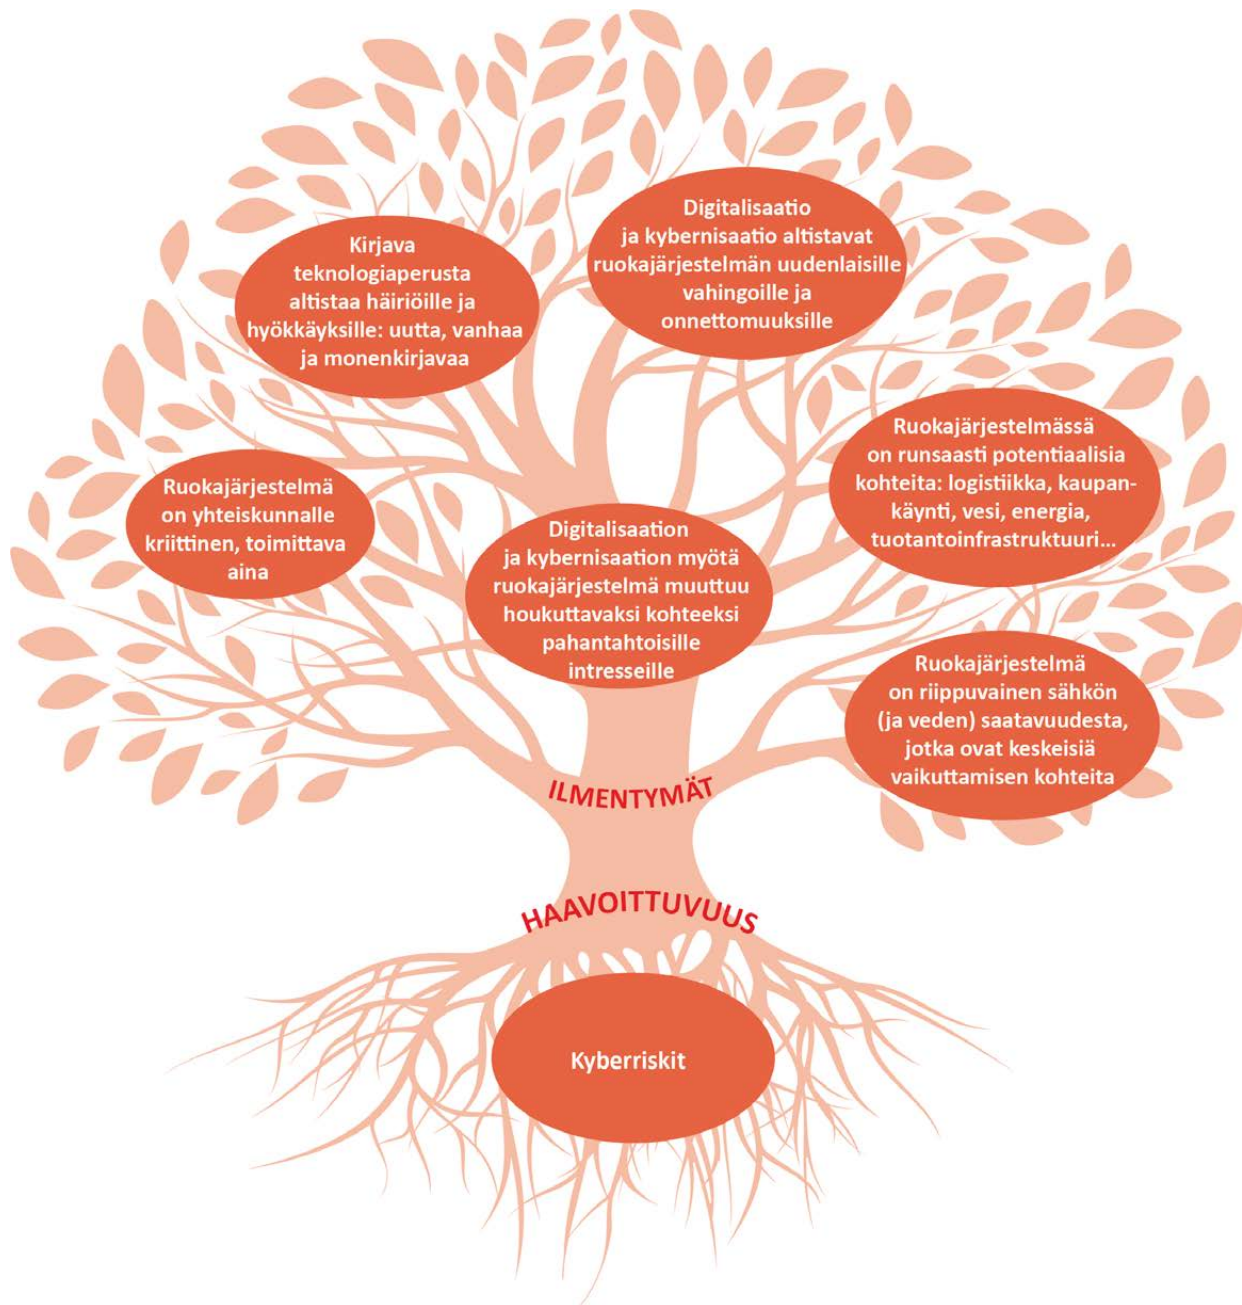 Digitalisaatio
ja kybernisaatio altistavat
ruokajärjestelmän uudenlaisille
vahingoille ja
onnettomuuksille
Kirjava
teknologiaperusta
altistaa häiriöille ja
hyökkäyksille: uutta, vanhaa
ja monenkirjavaa
Ruokajärjestelmässä
on runsaasti potentiaalisia
kohteita: logistiikka, kaupan-
käynti, vesi, energia,
tuotantoinfrastruktuuri...
Ruokajärjestelmä
on yhteiskunnalle
kriittinen, toimittava
aina
Digitalisaation
ja kybernisaation myötä
ruokajärjestelmä muuttuu
houkuttavaksi kohteeksi
pahantahtoisille
intresseille
Ruokajärjestelmä
on riippuvainen sähkön
(ja veden) saatavuudesta,
jotka ovat keskeisiä
vaikuttamisen kohteita
ILMENTYMÄT
HAAVOITTUVUUS
Kyberriskit